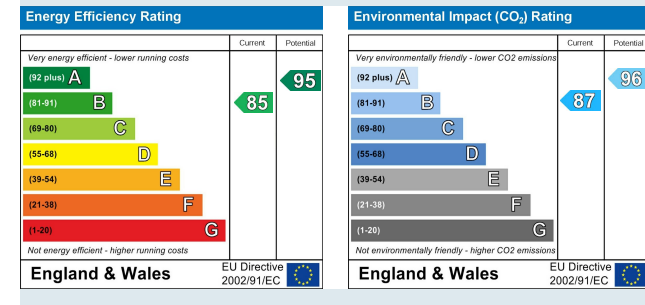 Energy Efficiency Rating
Current Potential
Very energy efficient - lower running costs
(92 plus) A
95
(81-91) B
85
(69-80) C
(55-68) D
(39-54) E
(21-38) F
(1-20) G
Not energy efficient - higher running costs
England & Wales
EU Directive
2002/91/EC
Environmental Impact (CO₂) Rating
Current Potential
Very environmentally friendly - lower CO2 emissions
(92 plus) A
96
(81-91) B
87
(69-80) C
(55-68) D
(39-54) E
(21-38) F
(1-20) G
Not environmentally friendly - higher CO2 emissions
England & Wales
EU Directive
2002/91/EC